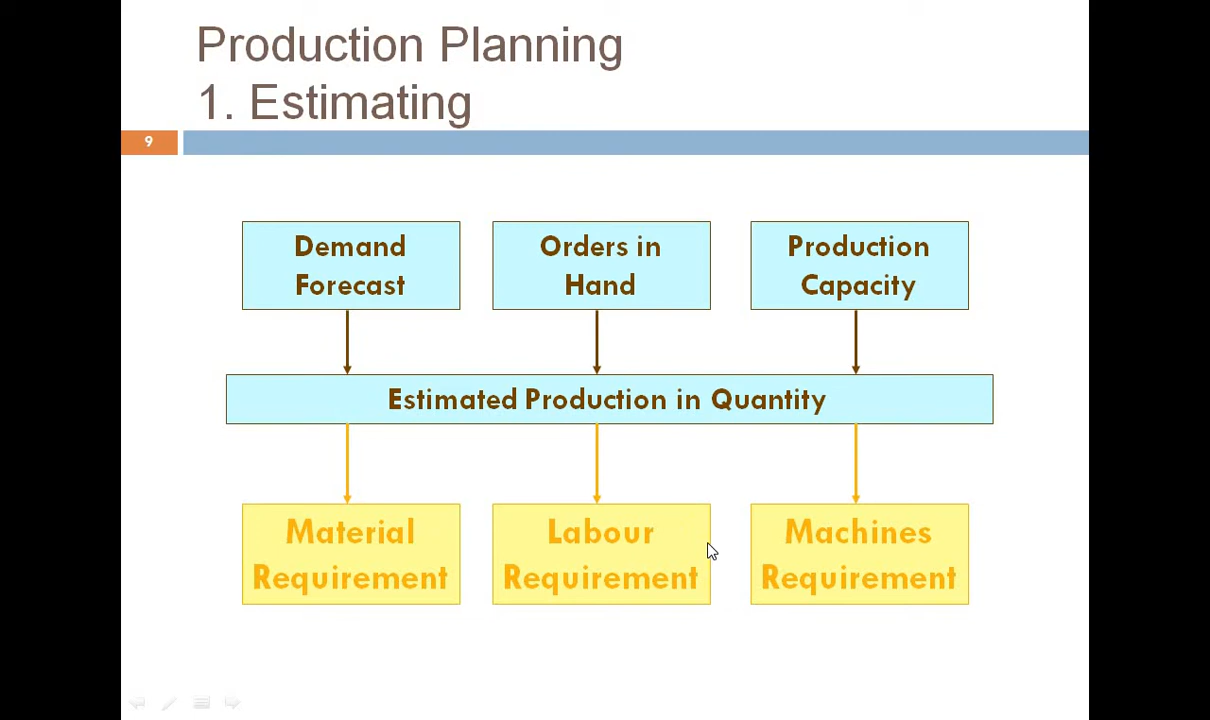 Production Planning
1. Estimating
9
Demand
Forecast
Orders in
Hand
Production
Capacity
Estimated Production in Quantity
Material
Requirement
Labour
Requirement
Machines
Requirement